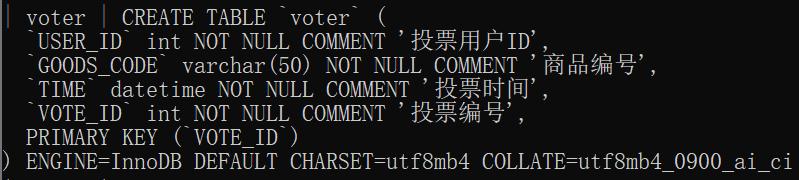 | voter | CREATE TABLE `voter` (
`USER_ID` int NOT NULL COMMENT '投票用户ID',
`GOODS_CODE` varchar(50) NOT NULL COMMENT '商品编号',
`TIME` datetime NOT NULL COMMENT '投票时间',
`VOTE_ID` int NOT NULL COMMENT '投票编号',
PRIMARY KEY (`VOTE_ID`)
) ENGINE=InnoDB DEFAULT CHARSET=utf8mb4 COLLATE=utf8mb4_0900_ai_ci